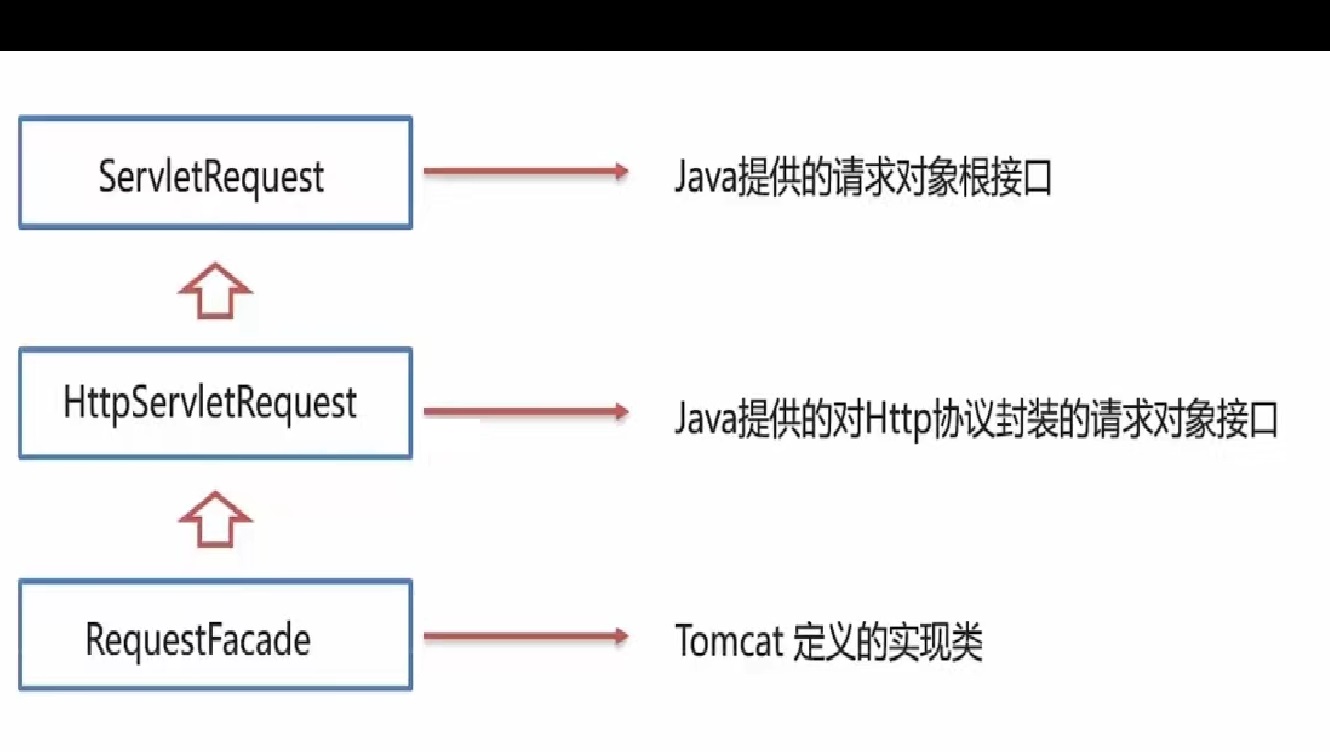 ServletRequest
Java提供的请求对象根接口
HttpServletRequest
Java提供的对Http协议封装的请求对象接口
RequestFacade
Tomcat 定义的实现类